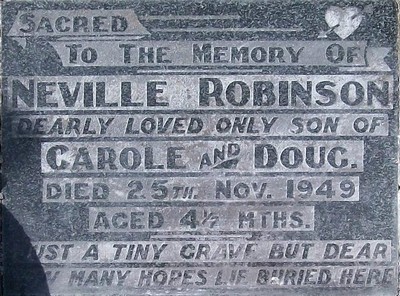 SACRED
TO THE MEMORY OF
NEVILLE ROBINSON
DEARLY LOVED ONLY SON OF
CAROLE AND DOUG.
DIED 25TH. NOV. 1949
AGED 4½ MTHS.
JUST A TINY GRAVE BUT DEAR
MANY HOPES LIE BURIED HERE